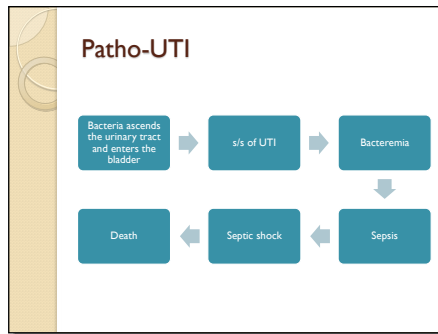 Patho-UTI
Bacteria ascends
the urinary tract
and enters the
bladder
s/s of UTI
Bacteremia
Sepsis
Septic shock
Death